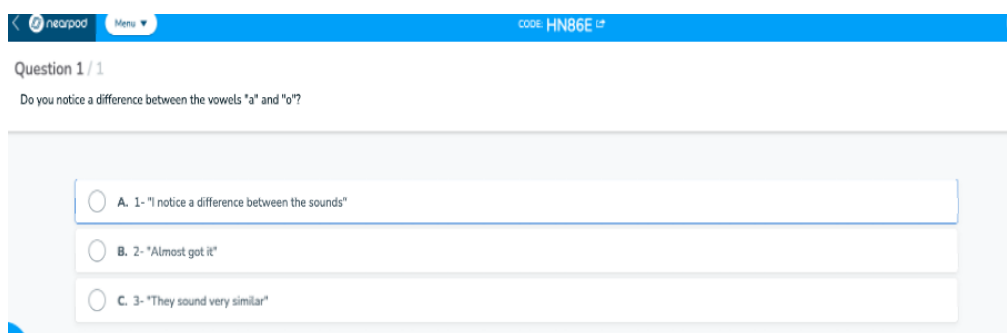 nearpod Menu ▼ CODE: HN86E
Question 1 / 1
Do you notice a difference between the vowels "a" and "o"?
A. 1- "I notice a difference between the sounds"
B. 2- "Almost got it"
C. 3- "They sound very similar"